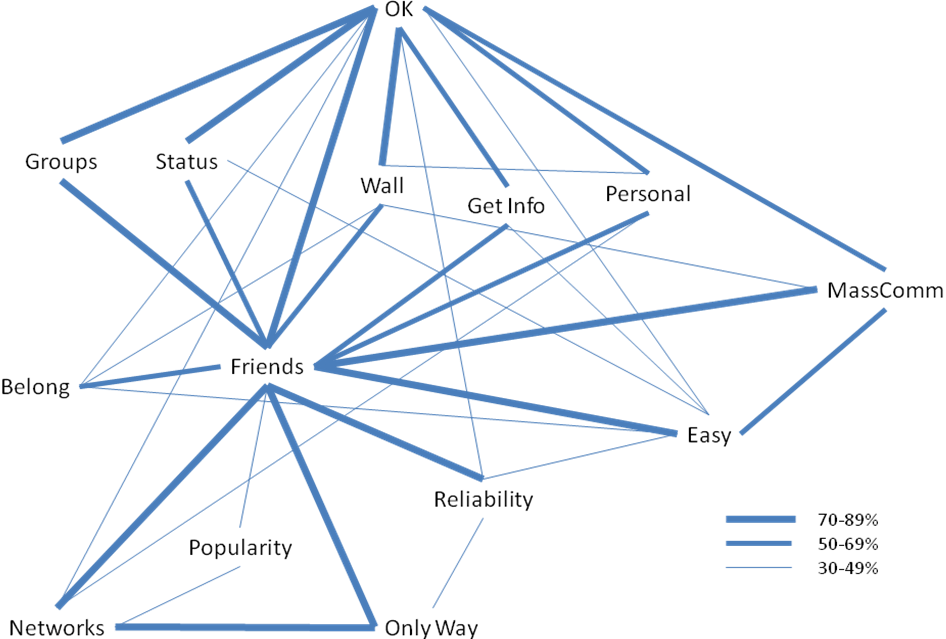 OK
Groups
Status
Wall
Get Info
Personal
MassComm
Friends
Belong
Easy
Reliability
70-89%
50-69%
30-49%
Popularity
Networks
Only Way